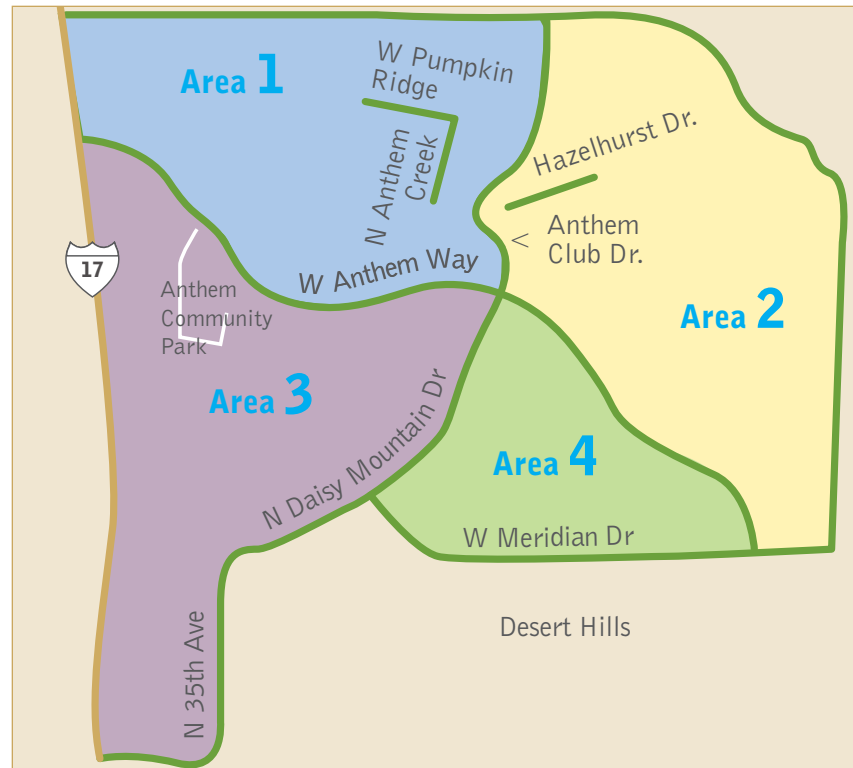 Area 1
W Pumpkin
Ridge
N Anthem
Creek
Hazelhurst Dr.
< Anthem
Club Dr.
W Anthem Way
17
Anthem
Community
Park
Area 2
Area 3
N Daisy Mountain Dr
Area 4
W Meridian Dr
N 35th Ave
Desert Hills